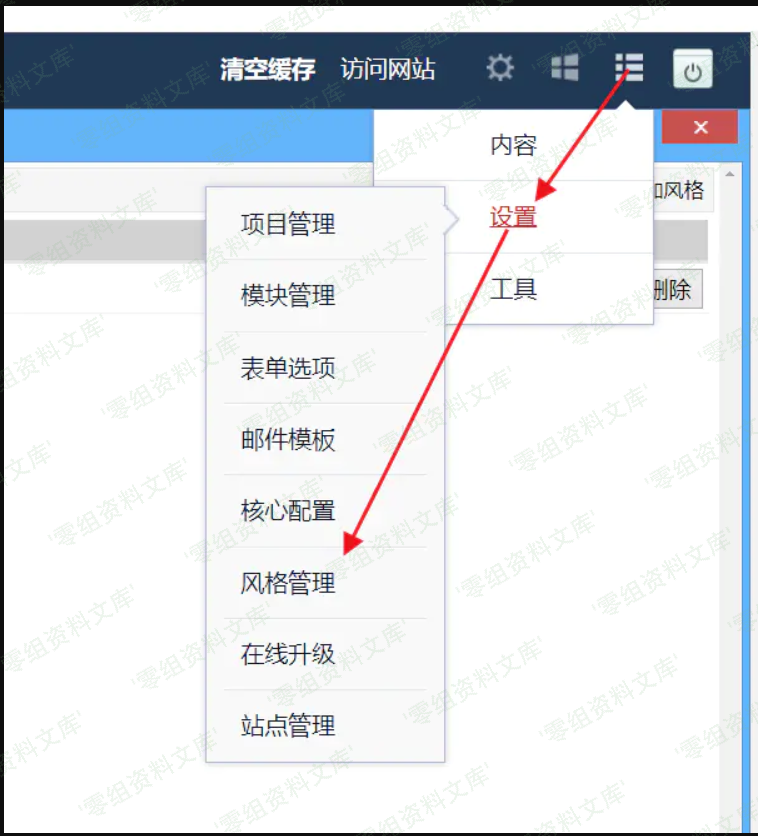 清空缓存 访问网站
内容
加风格
设置
项目管理
模块管理
工具
删除
表单选项
邮件模板
核心配置
风格管理
在线升级
站点管理
'零组资料文库'